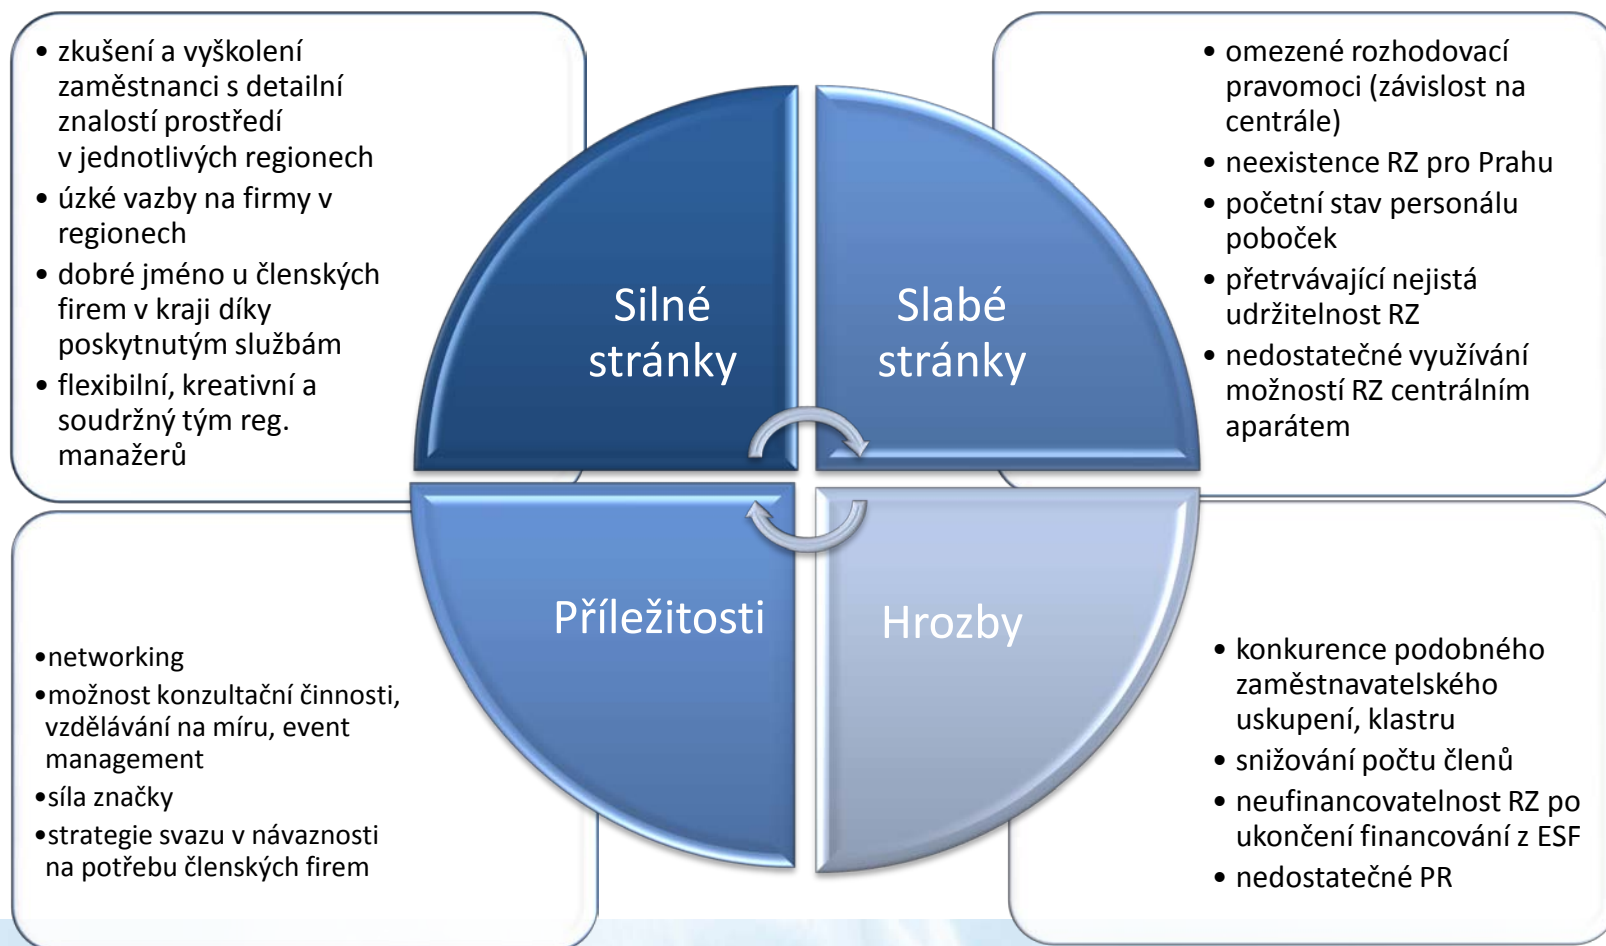 • zkušení a vyškolení
zaměstnanci s detailní
znalostí prostředí
v jednotlivých regionech
• úzké vazby na firmy v
regionech
• dobré jméno u členských
firem v kraji díky
poskytnutým službám
• flexibilní, kreativní a
soudržný tým reg.
manažerů
Silné
stránky
Slabé
stránky
• omezené rozhodovací
pravomoci (závislost na
centrále)
• neexistence RZ pro Prahu
• početní stav personálu
poboček
• přetrvávající nejistá
udržitelnost RZ
• nedostatečné využívání
možností RZ centrálním
aparátem
•networking
•možnost konzultační činnosti,
vzdělávání na míru, event
management
•síla značky
•strategie svazu v návaznosti
na potřebu členských firem
Příležitosti
Hrozby
• konkurence podobného
zaměstnavatelského
uskupení, klastru
• snižování počtu členů
• neufinancovatelnost RZ po
ukončení financování z ESF
• nedostatečné PR